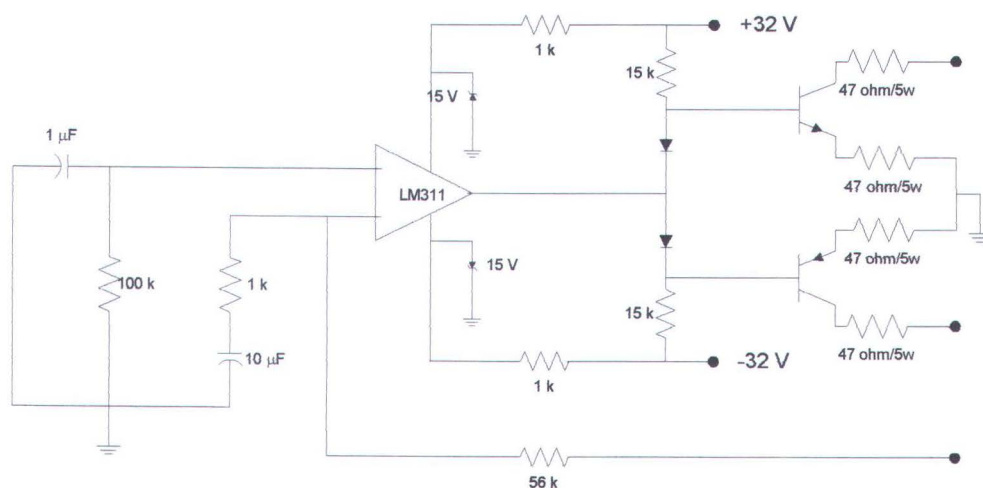 1 k
+32 V
15 k
47 ohm/5w
15 V
1 µF
LM311
47 ohm/5w
100 k
1 k
15 V
47 ohm/5w
15 k
10 µF
47 ohm/5w
-32 V
1 k
56 k